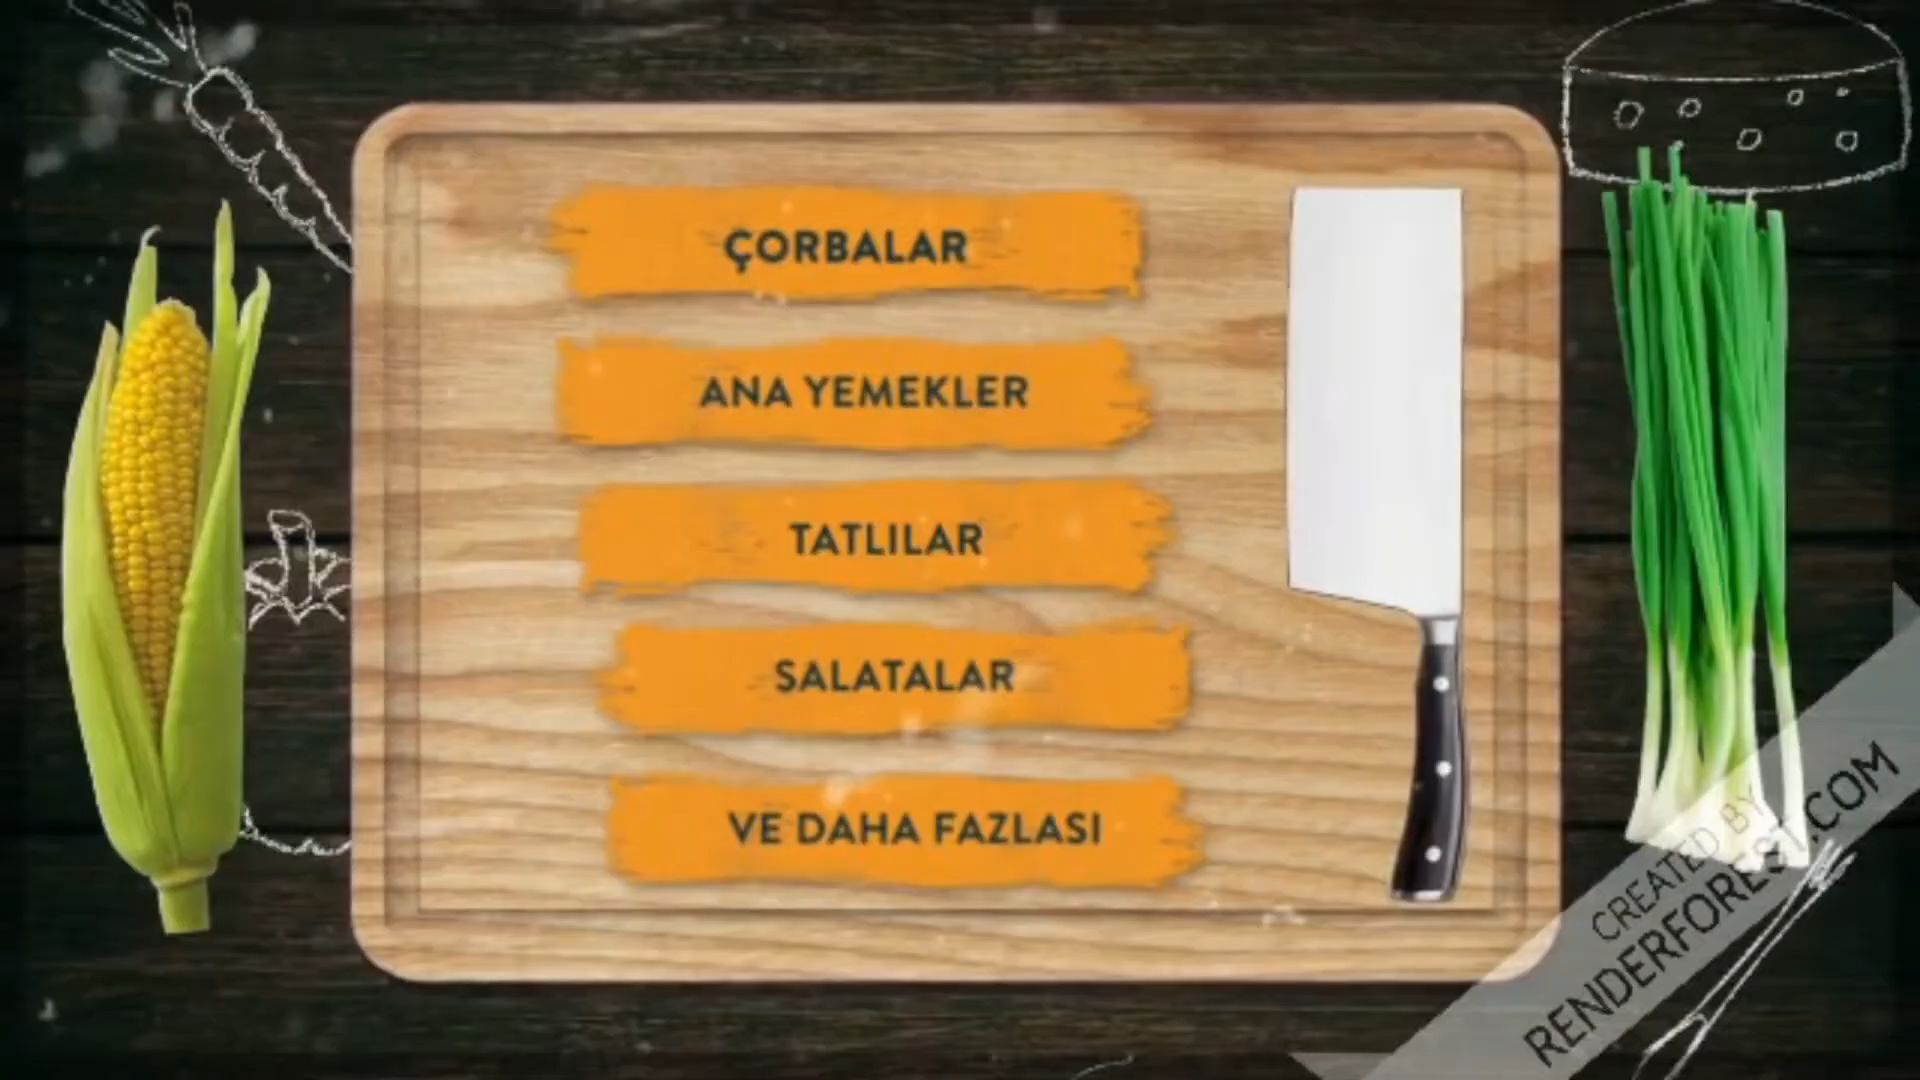 ÇORBALAR
ANA YEMEKLER
TATLILAR
SALATALAR
VE DAHA FAZLASI
CREATED BY
RENDERFOREST.COM